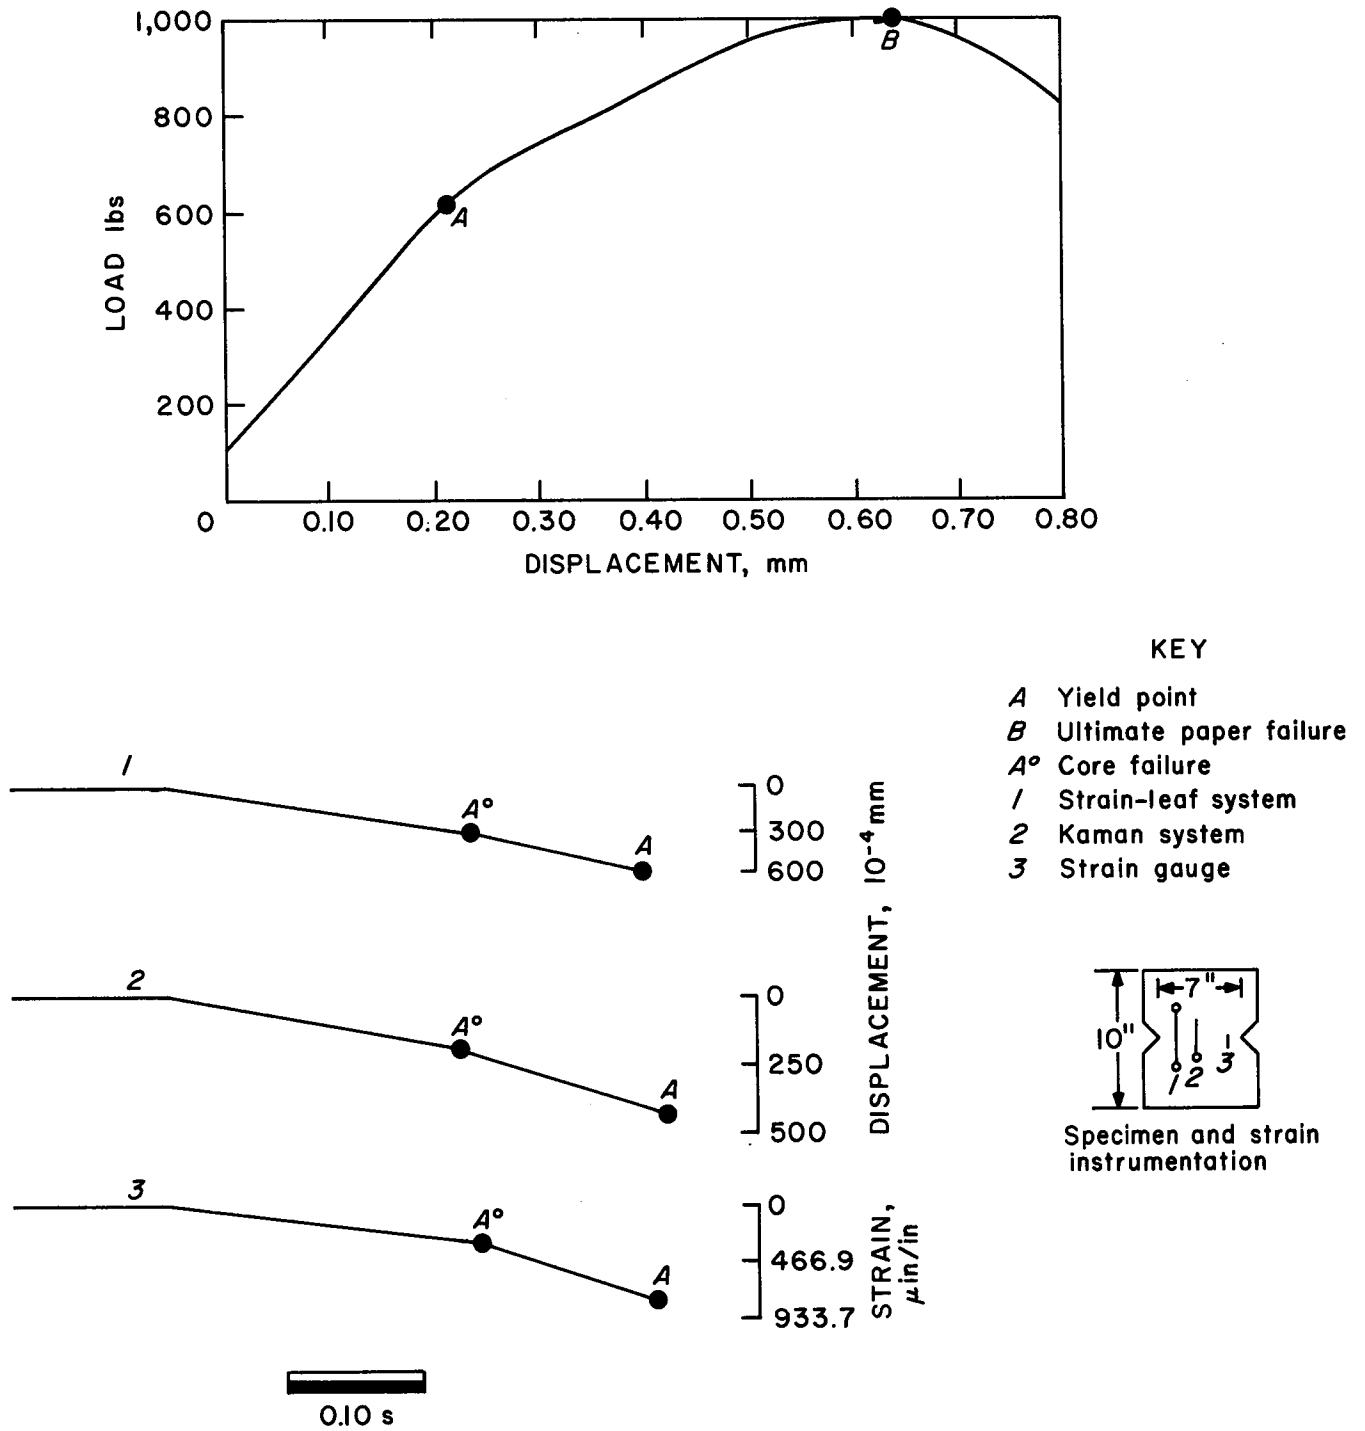 1,000
800
600
400
200
LOAD lbs
A
B
0 0.10 0.20 0.30 0.40 0.50 0.60 0.70 0.80
DISPLACEMENT, mm
KEY
A Yield point
B Ultimate paper failure
A° Core failure
1 Strain-leaf system
2 Kaman system
3 Strain gauge
1
A°
A
0
300
600
2
A°
A
0
250
500
DISPLACEMENT, 10⁻⁴ mm
3
A°
A
0
466.9
933.7
STRAIN,
μin/in
0.10 s
7"
10"
1 2 3
Specimen and strain
instrumentation